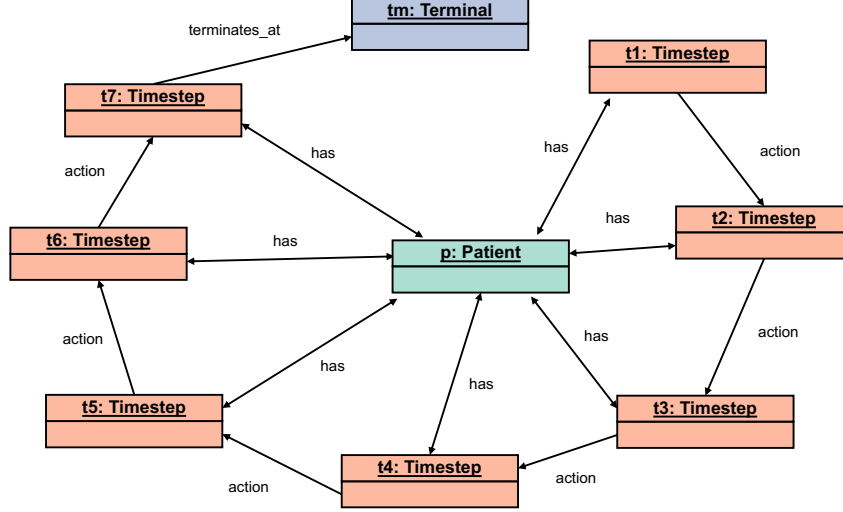 tm: Terminal
terminates_at
t1: Timestep
t7: Timestep
has
has
action
action
t2: Timestep
has
t6: Timestep
has
p: Patient
action
has
action
has
has
t5: Timestep
t3: Timestep
t4: Timestep
action
action